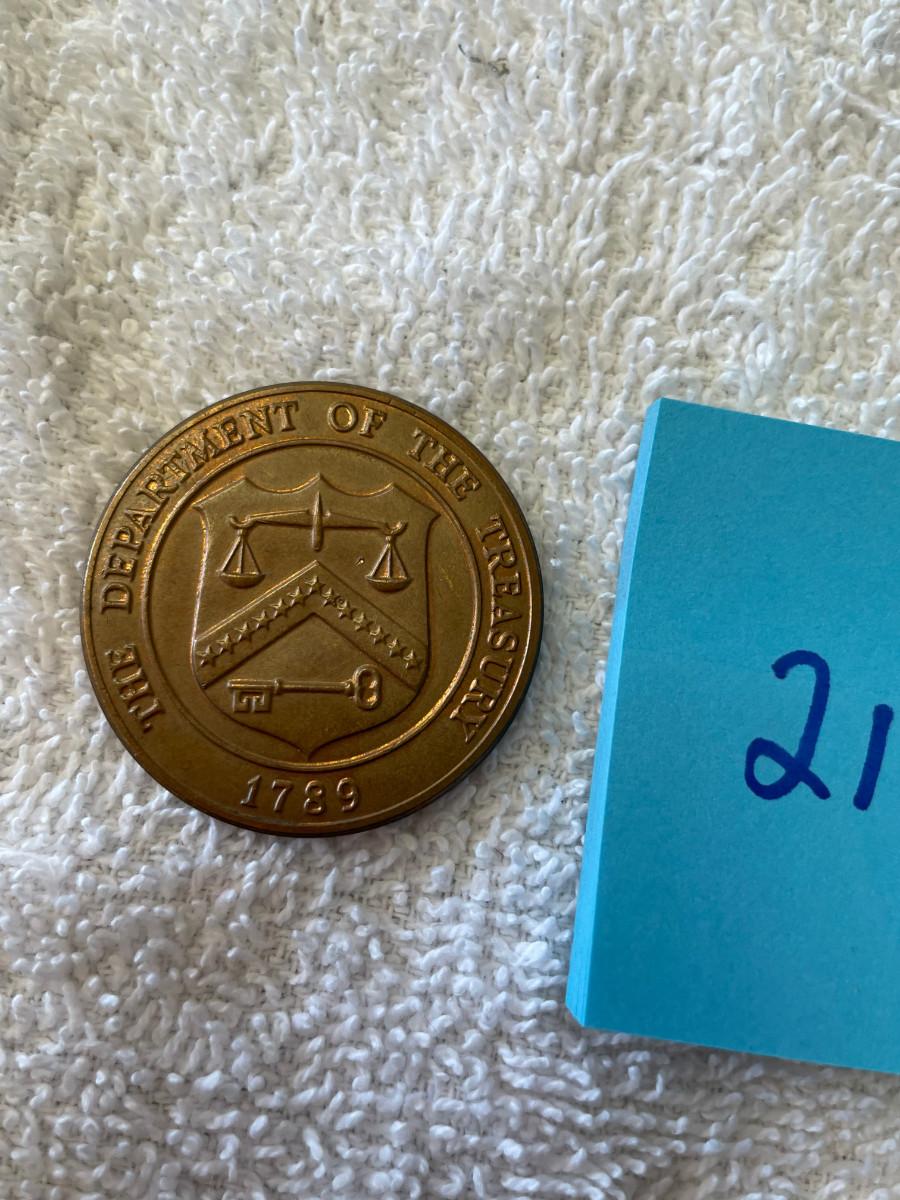 THE DEPARTMENT OF THE TREASURY
1789
21